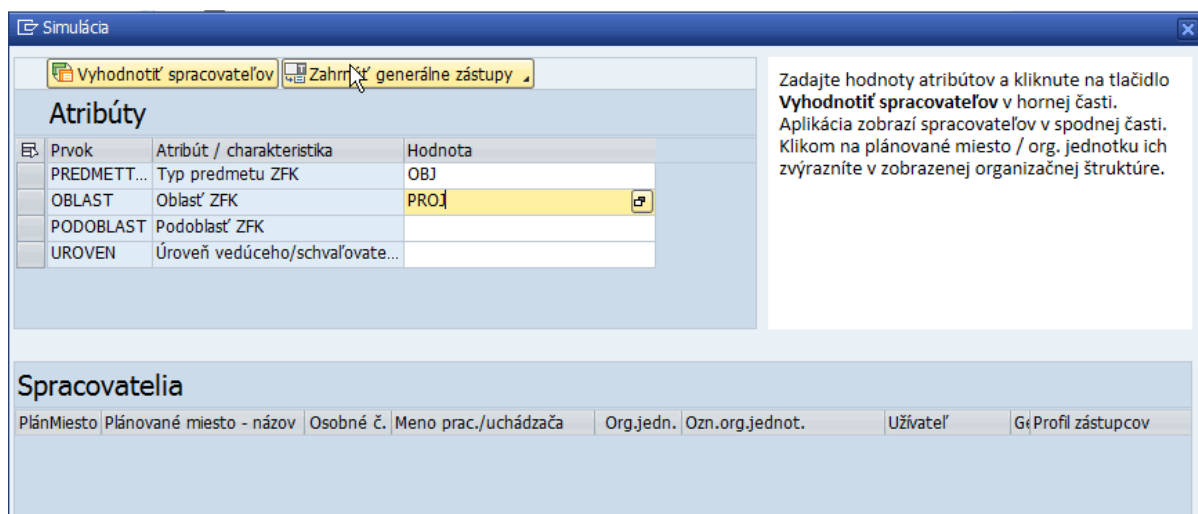 Simulácia
Vyhodnotiť spracovateľov Zahrnúť generálne zástupy
Zadajte hodnoty atribútov a kliknute na tlačidlo
Vyhodnotiť spracovateľov v hornej časti.
Aplikácia zobrazí spracovateľov v spodnej časti.
Klikom na plánované miesto / org. jednotku ich
zvýrazníte v zobrazenej organizačnej štruktúre.
Atribúty
Prvok Atribút / charakteristika Hodnota
PREDMETT... Typ predmetu ZFK OBJ
OBLAST Oblasť ZFK PROJ
PODOBLAST Podoblasť ZFK
UROVEN Úroveň vedúceho/schvaľovate...
Spracovatelia
PlánMiesto Plánované miesto - názov Osobné č. Meno prac./uchádzača Org.jedn. Ozn.org.jednot. Užívateľ Ge Profil zástupcov